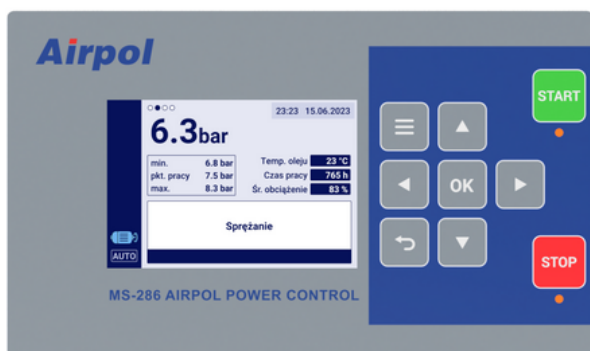 Airpol
23:23 15.06.2023
6.3bar
min. 6.8 bar
pkt. pracy 7.5 bar
max. 8.3 bar
Temp. oleju 23 °C
Czas pracy 765 h
Śr. obciążenie 83 %
Sprężanie
AUTO
MS-286 AIRPOL POWER CONTROL
START
OK
STOP